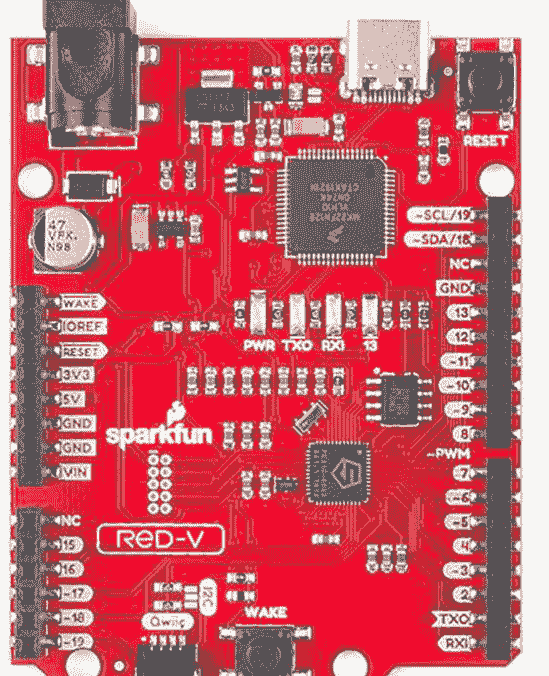 RESET
47
VFK.
N98
~SCL/19
~SDA/18
NC
GND
13
12
~11
~10
~9
8
~PWM
7
~6
~5
4
~3
2
TXO
RXI
WAKE
IOREF
RESET
3V3
5V
GND
GND
VIN
PWR TXO RXI 13
sparkfun
RED-V
NC
15
16
~17
~18
~19
I2C
Qwiic
WAKE